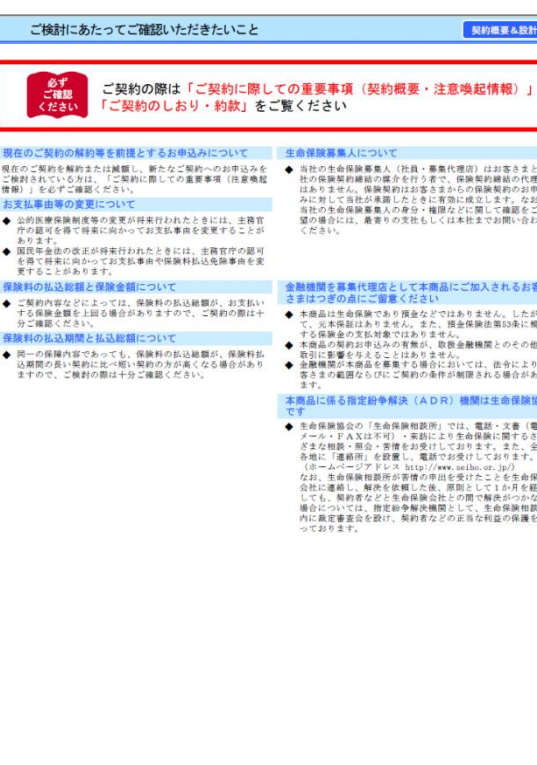 ご検討にあたってご確認いただきたいこと
契約概要＆設計
必ず
ご確認
ください
ご契約の際は「ご契約に際しての重要事項（契約概要・注意喚起情報）」
「ご契約のしおり・約款」をご覧ください
現在のご契約の解約等を前提とするお申込みについて
現在のご契約を解約または減額し、新たなご契約へのお申込みを
ご検討されている方は、「ご契約に際しての重要事項（注意喚起
情報）」を必ずご確認ください。
お支払事由等の変更について
◆ 公的医療保険制度等の変更が将来行われたときには、主務官
庁の認可を得て将来に向かってお支払事由を変更することが
あります。
◆ 国民年金法の改正が将来行われたときには、主務官庁の認可
を得て将来に向かってお支払事由や保険料払込免除事由を変
更することがあります。
保険料の払込総額と保険金額について
◆ ご契約内容などによっては、保険料の払込総額が、お支払い
する保険金額を上回る場合がありますので、ご契約の際は十
分ご確認ください。
保険料の払込期間と払込総額について
◆ 同一の保障内容であっても、保険料の払込総額が、保険料払
込期間の長い契約に比べ短い契約の方が高くなる場合があり
ますので、ご検討の際は十分ご確認ください。
生命保険募集人について
◆ 当社の生命保険募集人（社員・募集代理店）はお客さまと
社の保険契約締結の媒介を行う者で、保険契約締結の代理
はありません。保険契約はお客さまからの保険契約のお申
みに対して当社が承諾したときに有効に成立します。なお
当社の生命保険募集人の身分・権限などに関して確認をご
望の場合には、最寄りの支社もしくは本社までお問い合わ
ください。
金融機関を募集代理店として本商品にご加入されるお客
さまはつぎの点にご留意ください
◆ 本商品は生命保険であり預金などではありません。したが
て、元本保証はありません。また、預金保険法第53条に規
する保険金の支払対象ではありません。
◆ 本商品の契約お申込みの有無が、取扱金融機関とのその他
取引に影響を与えることはありません。
◆ 金融機関が本商品を募集する場合においては、法令により
客さまの範囲ならびにご契約の条件が制限される場合があ
ます。
本商品に係る指定紛争解決（ＡＤＲ）機関は生命保険協
です
◆ 生命保険協会の「生命保険相談所」では、電話・文書（電
メール・ＦＡＸは不可）・来訪により生命保険に関するさ
ざまな相談・照会・苦情をお受けしております。また、全
各地に「連絡所」を設置し、電話でお受けしております。
（ホームページアドレス http://www.seiho.or.jp/）
なお、生命保険相談所が苦情の申出を受けたことを生命保
会社に連絡し、解決を依頼した後、原則として１か月を経
しても、契約者などと生命保険会社との間で解決がつかな
場合については、指定紛争解決機関として、生命保険相談
内に裁定審査会を設け、契約者などの正当な利益の保護を
っております。